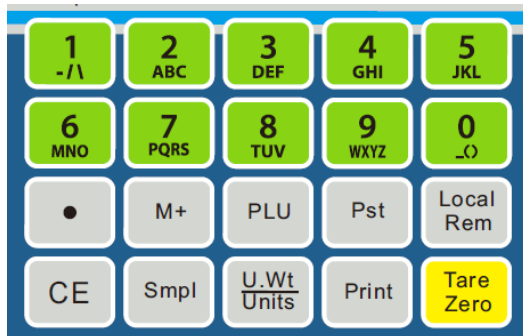 1 2 3 4 5
-/\ ABC DEF GHI JKL
6 7 8 9 0
MNO PQRS TUV WXYZ _()
● M+ PLU Pst Local Rem
CE Smpl U.Wt Units Print Tare Zero